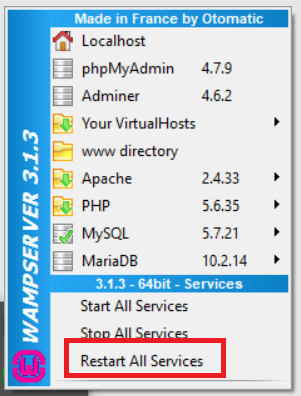 Made in France by Otomatic
Localhost
phpMyAdmin 4.7.9
Adminer 4.6.2
Your VirtualHosts
www directory
Apache 2.4.33
PHP 5.6.35
MySQL 5.7.21
MariaDB 10.2.14
3.1.3 - 64bit - Services
Start All Services
Stop All Services
Restart All Services
WAMPSERVER 3.1.3